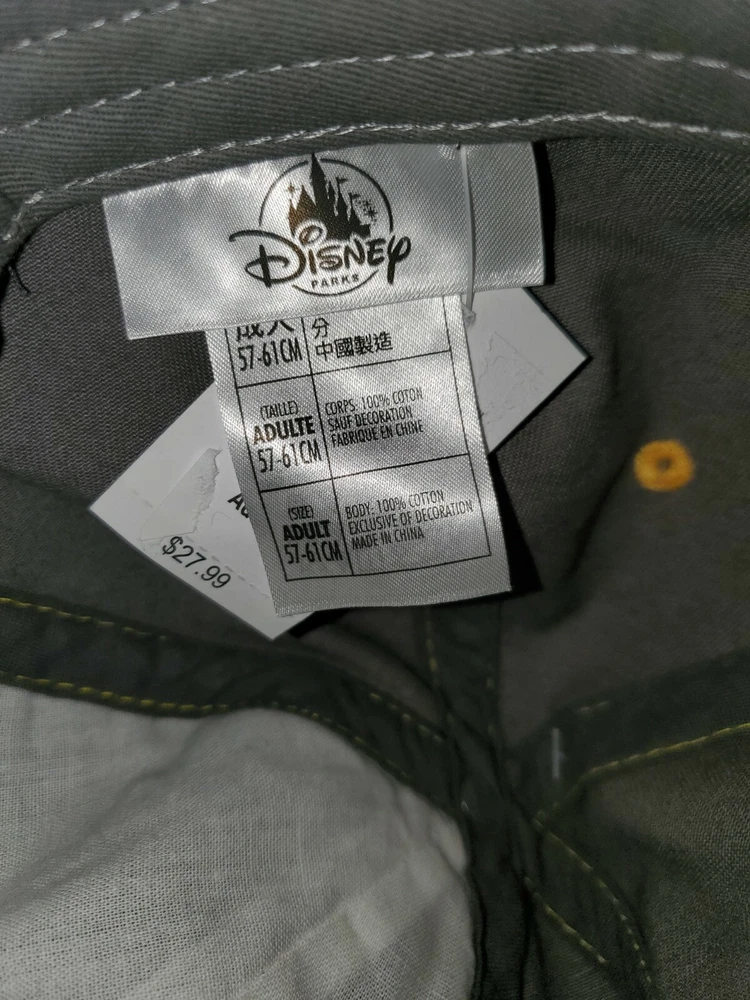 Disney
PARKS
成人
57-61CM
分
中國製造
(TAILLE)
ADULTE
57-61CM
CORPS: 100% COTON
SAUF DECORATION
FABRIQUÉ EN CHINE
(SIZE)
ADULT
57-61CM
BODY: 100% COTTON
EXCLUSIVE OF DECORATION
MADE IN CHINA
$27.99